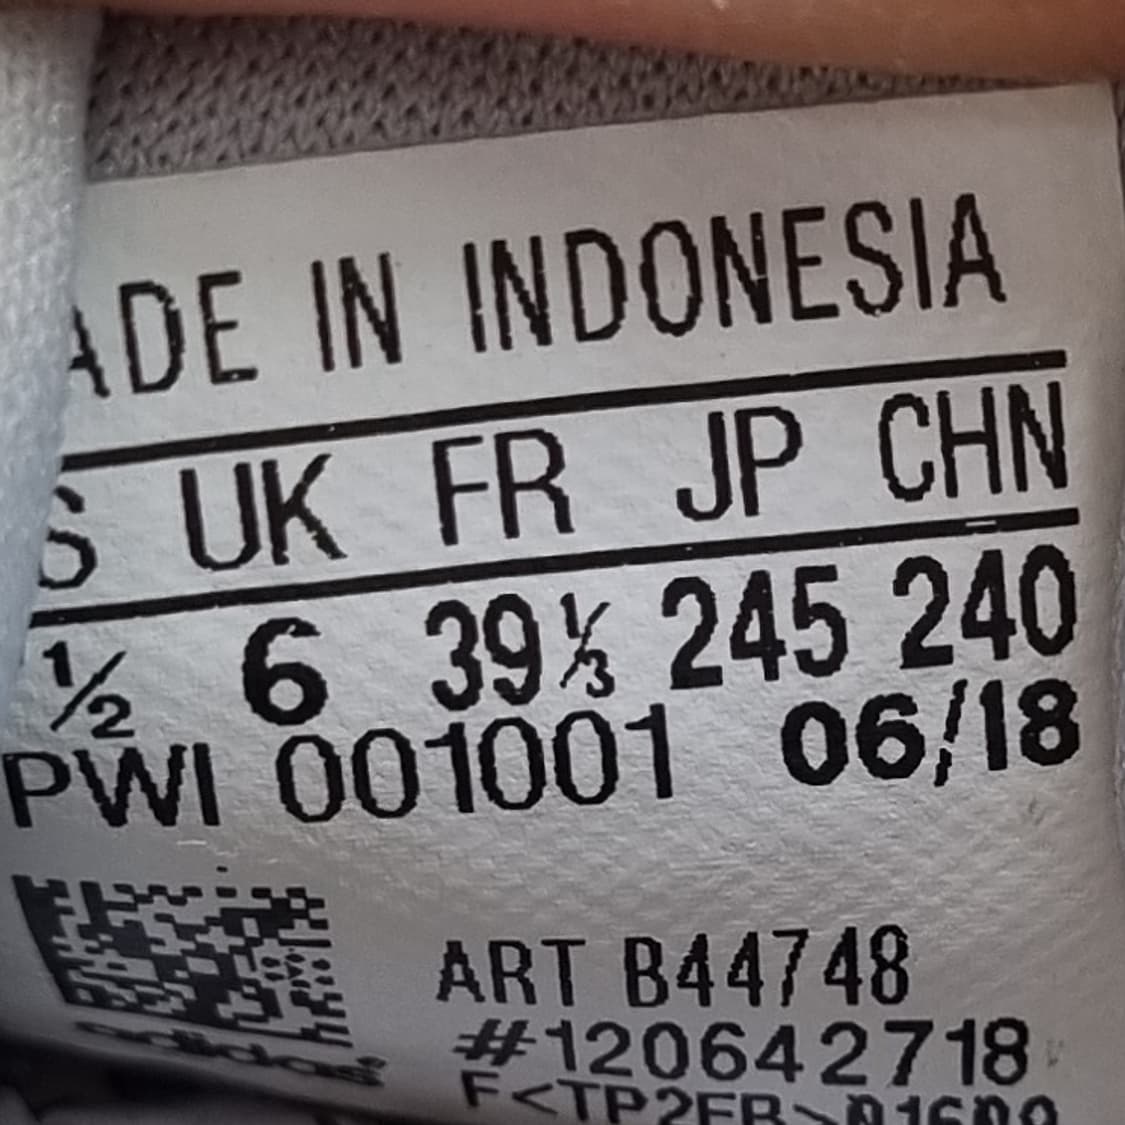 ADE IN INDONESIA
S UK FR JP CHN
½ 6 39⅓ 245 240
PWI 001001 06/18
ART B44748
adidas
#120642718